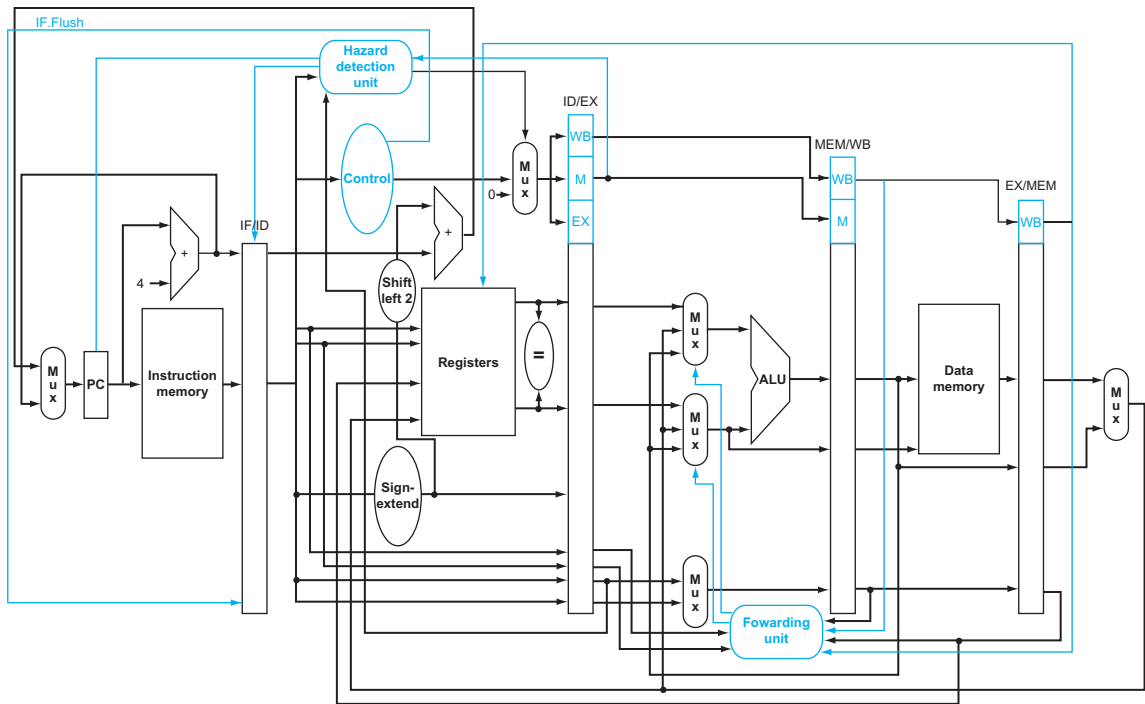 IF.Flush
Hazard
detection
unit
ID/EX
WB
M
u
x
Control
M
0
EX
MEM/WB
WB
M
EX/MEM
WB
IF/ID
+
+
4
Shift
left 2
Registers
=
M
u
x
PC
Instruction
memory
M
u
x
ALU
Data
memory
M
u
x
M
u
x
Sign-
extend
M
u
x
Fowarding
unit